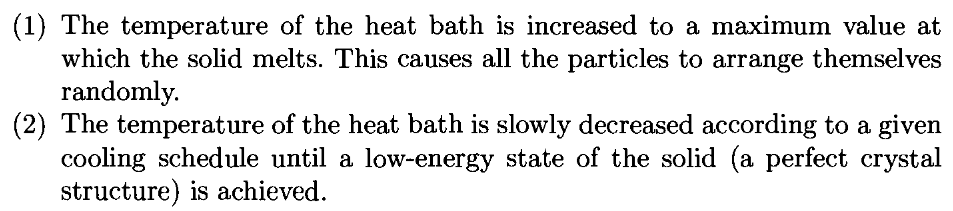 (1) The temperature of the heat bath is increased to a maximum value at
which the solid melts. This causes all the particles to arrange themselves
randomly.
(2) The temperature of the heat bath is slowly decreased according to a given
cooling schedule until a low-energy state of the solid (a perfect crystal
structure) is achieved.